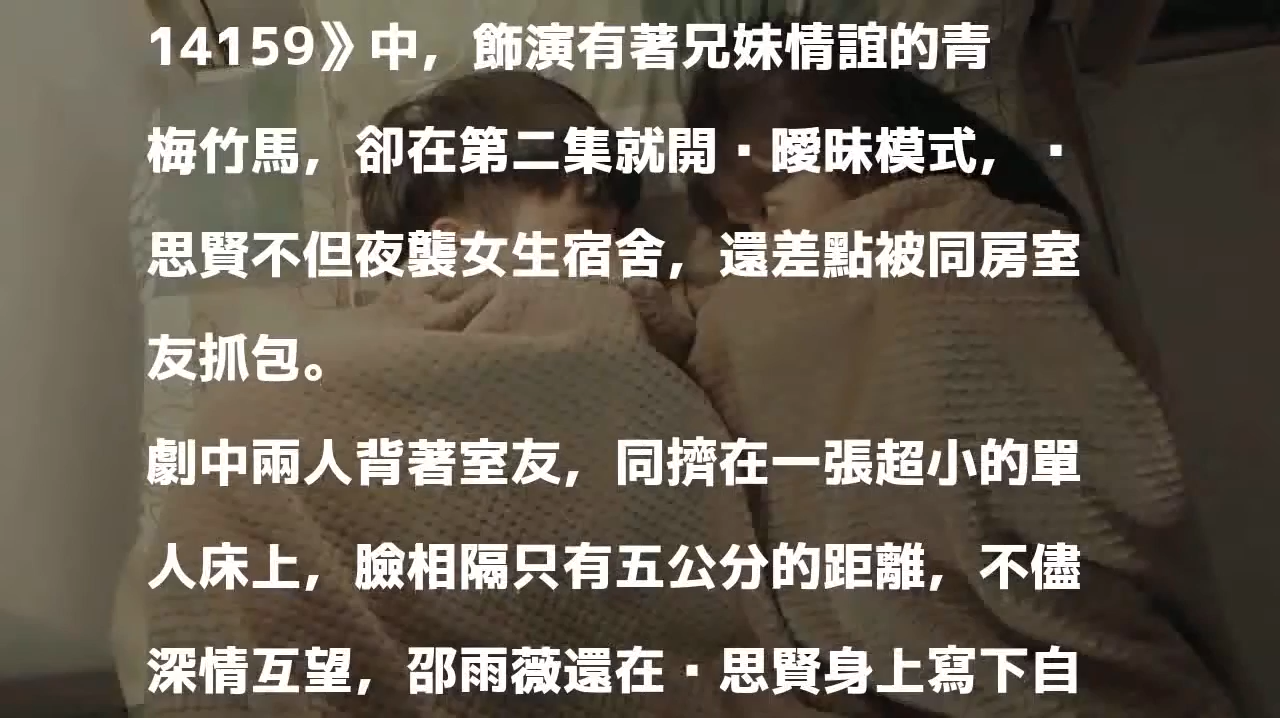 14159》中，飾演有著兄妹情誼的青
梅竹馬，卻在第二集就開·曖昧模式，·
思賢不但夜襲女生宿舍，還差點被同房室
友抓包。
劇中兩人背著室友，同擠在一張超小的單
人床上，臉相隔只有五公分的距離，不儘
深情互望，邵雨薇還在·思賢身上寫下自